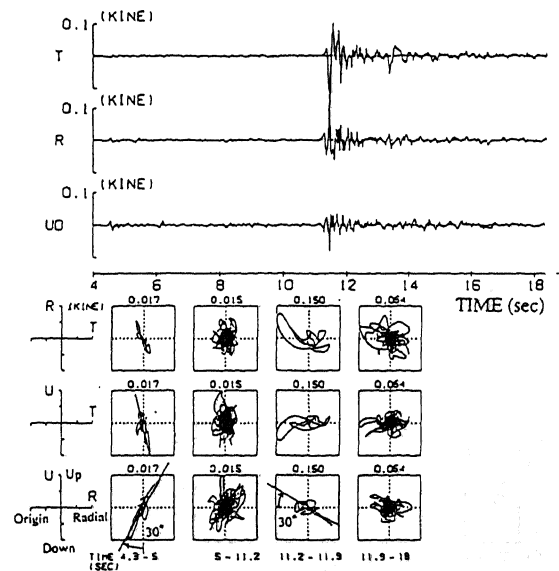 0.1 (KINE)
T
0.1 (KINE)
R
0.1 (KINE)
UD
4 6 8 10 12 14 16 18
TIME (sec)
R (KINE) 0.017 0.015 0.150 0.064
T
U 0.017 0.015 0.150 0.064
T
U Up 0.017 0.015 0.150 0.064
R
Origin Radial 30° 30°
Down
TIME 4.3-5 5-11.2 11.2-11.9 11.9-18
(SEC)